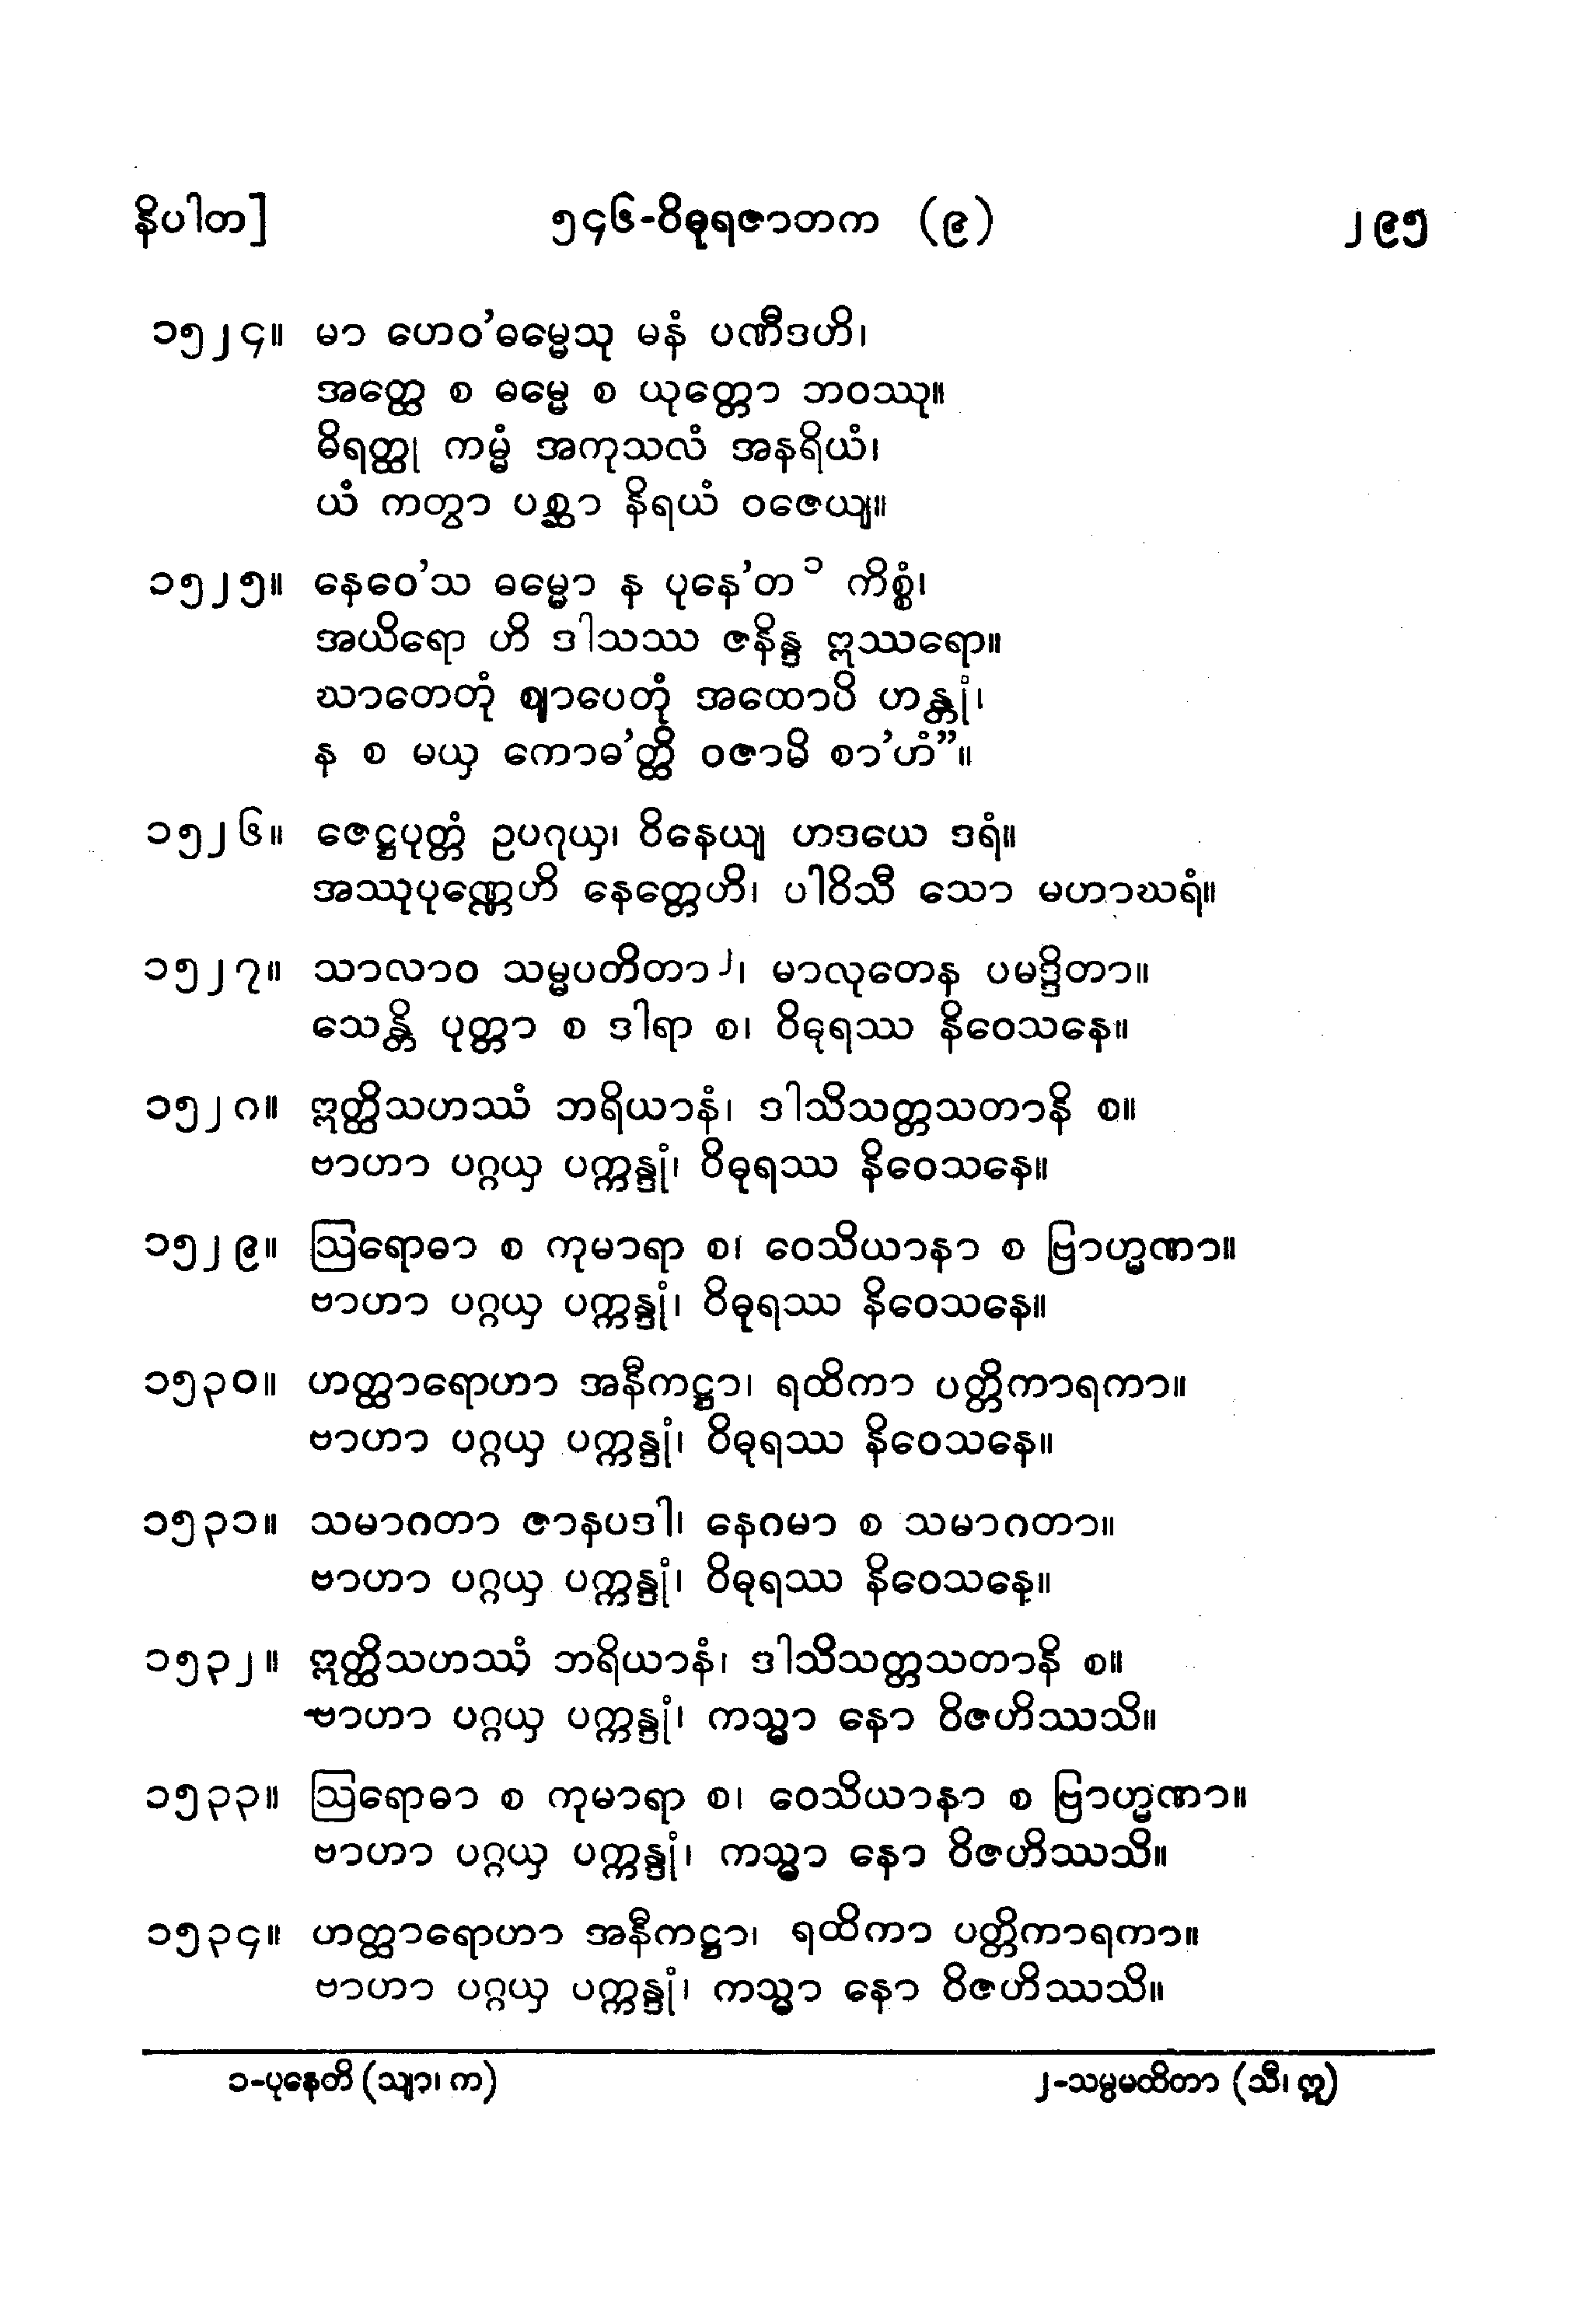 နိပါတ] ၅၄၆-ဝိဓုရဇာတက (၉) ၂၉၅
၁၅၂၄။ မာ ဟေဝ'ဓမ္မေသု မနံ ပဏီဒဟိ၊
အတ္ထေ စ ဓမ္မေ စ ယုတ္တော ဘဝဿု။
ဓိရတ္ထု ကမ္မံ အကုသလံ အနရိယံ၊
ယံ ကတွာ ပစ္ဆာ နိရယံ ဝဇေယျ။
၁၅၂၅။ နေဝေ'သ ဓမ္မော န ပုနေ'တ ၁ ကိစ္စံ၊
အယိရော ဟိ ဒါသဿ ဇနိန္ဒ ဣဿရော။
ဃာတေတုံ ဈာပေတုံ အထောပိ ဟန္တုံ၊
န စ မယှ ကောဓ'တ္ထိ ဝဇာမိ စာ'ဟံ”။
၁၅၂၆။ ဇေဋ္ဌပုတ္တံ ဥပဂုယှ၊ ဝိနေယျ ဟဒယေ ဒရံ။
အဿုပုဏ္ဏေဟိ နေတ္တေဟိ၊ ပါဝိသီ သော မဟာဃရံ။
၁၅၂၇။ သာလာဝ သမ္မပတိတာ ၂၊ မာလုတေန ပမဒ္ဒိတာ။
သေန္တိ ပုတ္တာ စ ဒါရာ စ၊ ဝိဓုရဿ နိဝေသနေ။
၁၅၂၈။ ဣတ္ထိသဟဿံ ဘရိယာနံ၊ ဒါသိသတ္တသတာနိ စ။
ဗာဟာ ပဂ္ဂယှ ပက္ကန္ဒုံ၊ ဝိဓုရဿ နိဝေသနေ။
၁၅၂၉။ ဩရောဓာ စ ကုမာရာ စ၊ ဝေသိယာနာ စ ဗြာဟ္မဏာ။
ဗာဟာ ပဂ္ဂယှ ပက္ကန္ဒုံ၊ ဝိဓုရဿ နိဝေသနေ။
၁၅၃၀။ ဟတ္ထာရောဟာ အနီကဋ္ဌာ၊ ရထိကာ ပတ္တိကာရကာ။
ဗာဟာ ပဂ္ဂယှ ပက္ကန္ဒုံ၊ ဝိဓုရဿ နိဝေသနေ။
၁၅၃၁။ သမာဂတာ ဇာနပဒါ၊ နေဂမာ စ သမာဂတာ။
ဗာဟာ ပဂ္ဂယှ ပက္ကန္ဒုံ၊ ဝိဓုရဿ နိဝေသနေ။
၁၅၃၂။ ဣတ္ထိသဟဿံ ဘရိယာနံ၊ ဒါသိသတ္တသတာနိ စ။
ဗာဟာ ပဂ္ဂယှ ပက္ကန္ဒုံ၊ ကသ္မာ နော ဝိဇဟိဿသိ။
၁၅၃၃။ ဩရောဓာ စ ကုမာရာ စ၊ ဝေသိယာနာ စ ဗြာဟ္မဏာ။
ဗာဟာ ပဂ္ဂယှ ပက္ကန္ဒုံ၊ ကသ္မာ နော ဝိဇဟိဿသိ။
၁၅၃၄။ ဟတ္ထာရောဟာ အနီကဋ္ဌာ၊ ရထိကာ ပတ္တိကာရကာ။
ဗာဟာ ပဂ္ဂယှ ပက္ကန္ဒုံ၊ ကသ္မာ နော ဝိဇဟိဿသိ။
၁-ပုနေတိ (သျာ၊ က) ၂-သမ္ပမထိတာ (သီ၊ ဣ)